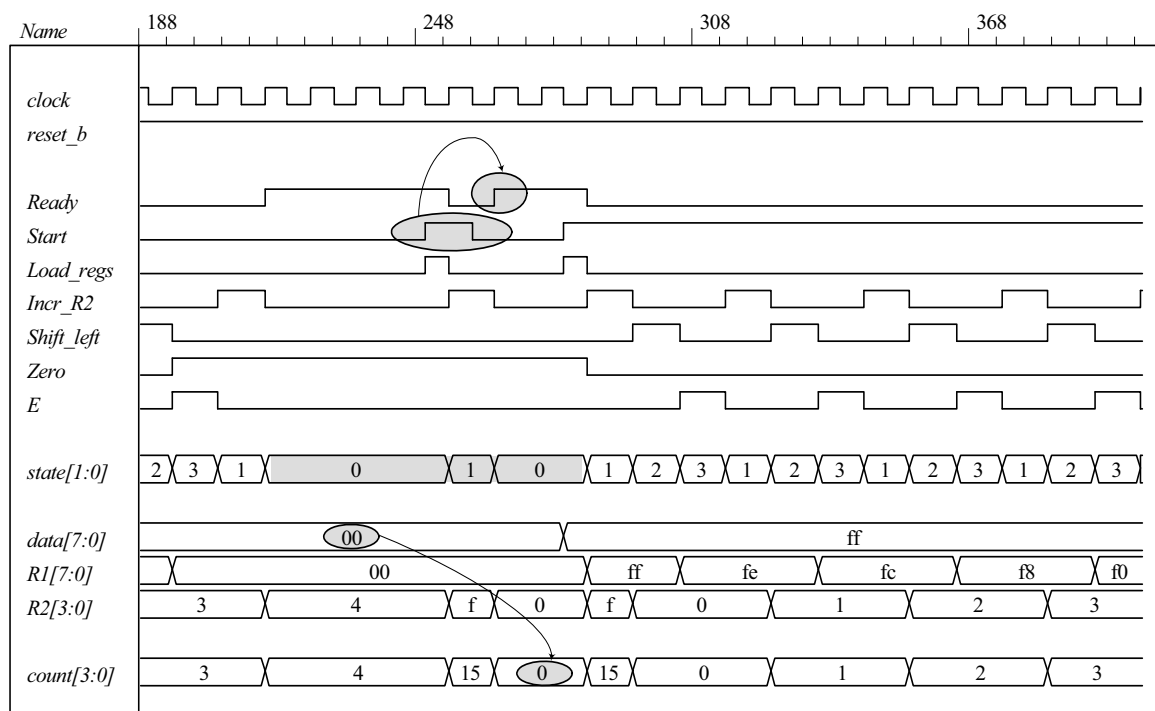 Name 188 248 308 368
clock
reset_b
Ready
Start
Load_regs
Incr_R2
Shift_left
Zero
E
state[1:0] 2 3 1 0 1 0 1 2 3 1 2 3 1 2 3 1 2 3
data[7:0] 00 ff
R1[7:0] 00 ff fe fc f8 f0
R2[3:0] 3 4 f 0 f 0 1 2 3
count[3:0] 3 4 15 0 15 0 1 2 3